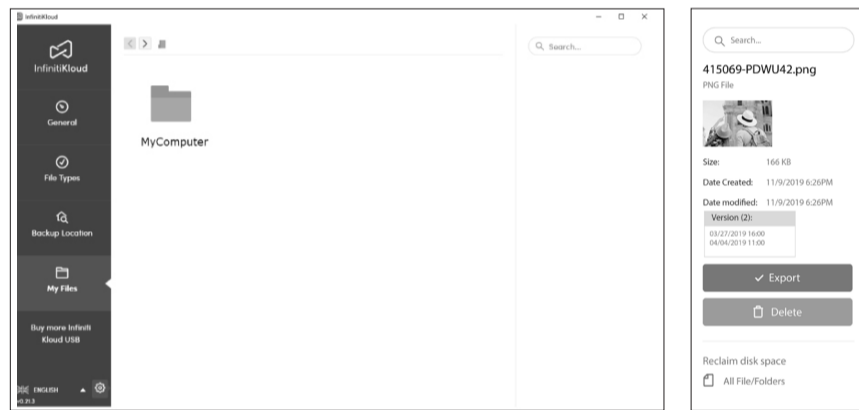 InfinitiKloud
Search...
InfinitiKloud
MyComputer
General
File Types
Backup Location
My Files
Buy more Infiniti
Kloud USB
ENGLISH
v0.21.3
Search...
415069-PDWU42.png
PNG File
Size: 166 KB
Date Created: 11/9/2019 6:26PM
Date modified: 11/9/2019 6:26PM
Version (2):
03/27/2019 16:00
04/04/2019 11:00
Export
Delete
Reclaim disk space
All File/Folders